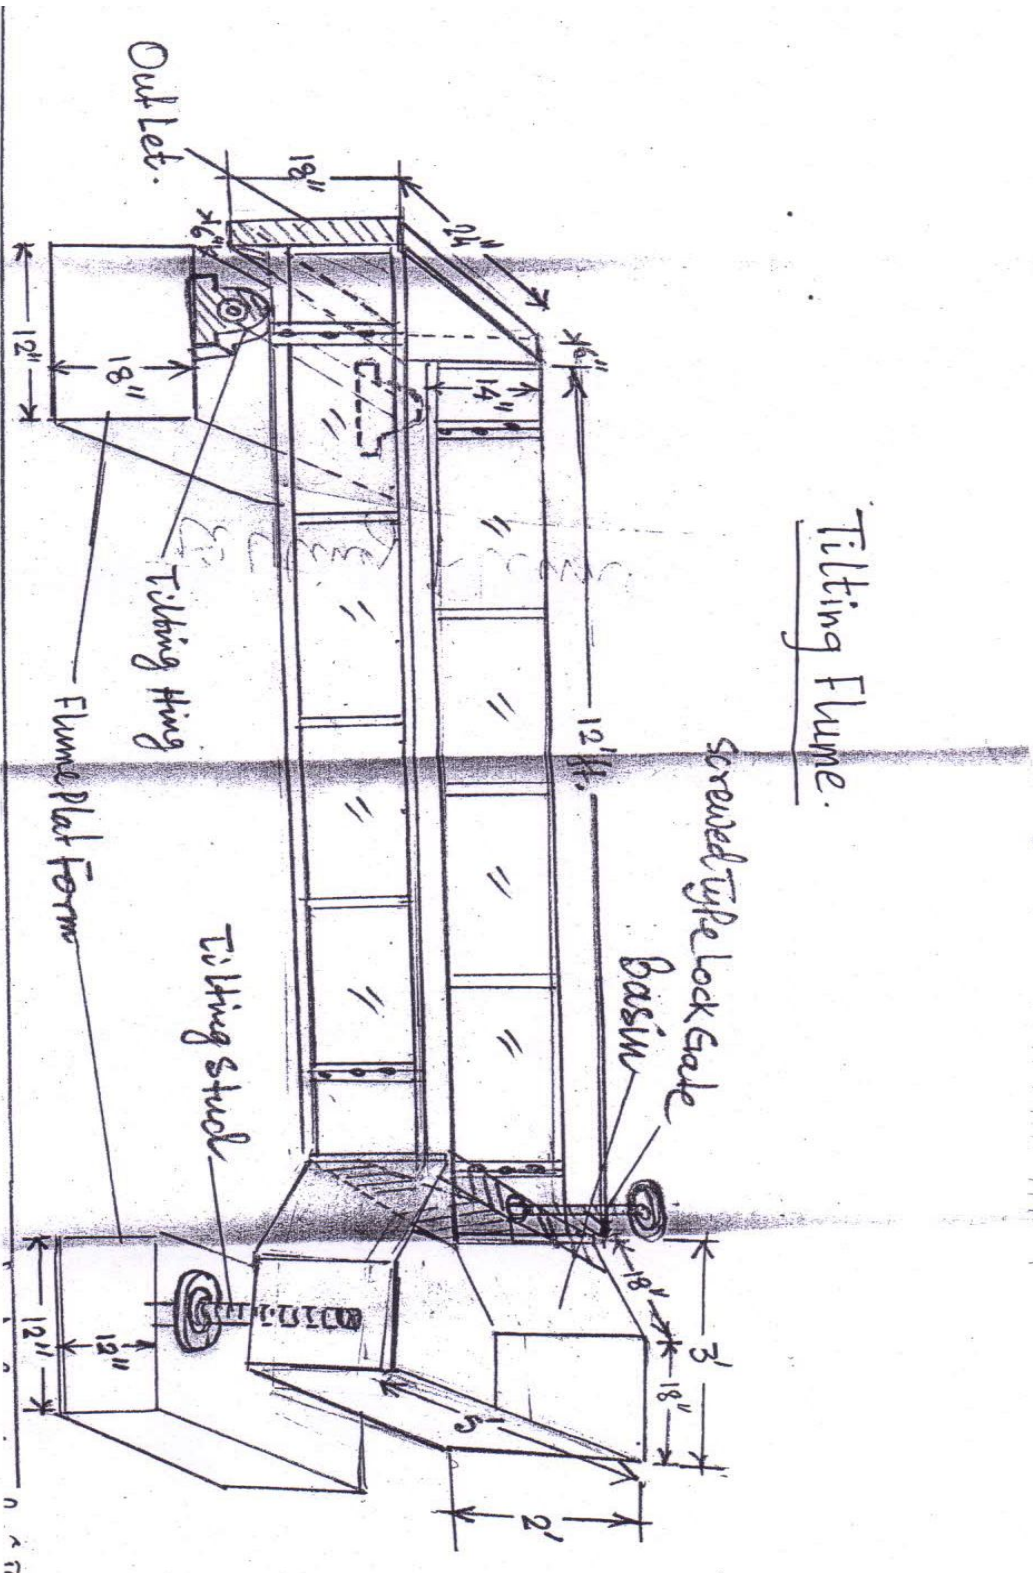 Tilting Flume.
Screwed Type Lock Gate
Basin
12' ft.
24"
18"
6"
6"
14"
Out Let.
18"
12"
Tilting Hing
Flume Plat Form
Tilting Stud
18"
18"
3'
5'
2'
12"
12"